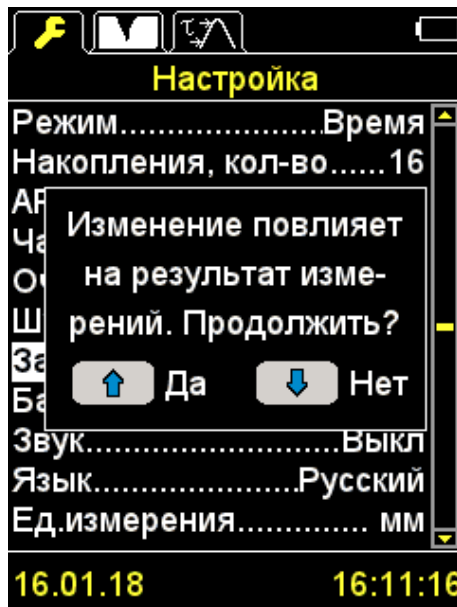 Настройка
Режим.....................Время
Накопления, кол-во......16
Изменение повлияет
на результат изме-
рений. Продолжить?
Да Нет
Звук..........................Выкл
Язык.....................Русский
Ед.измерения.............. мм
16.01.18 16:11:16